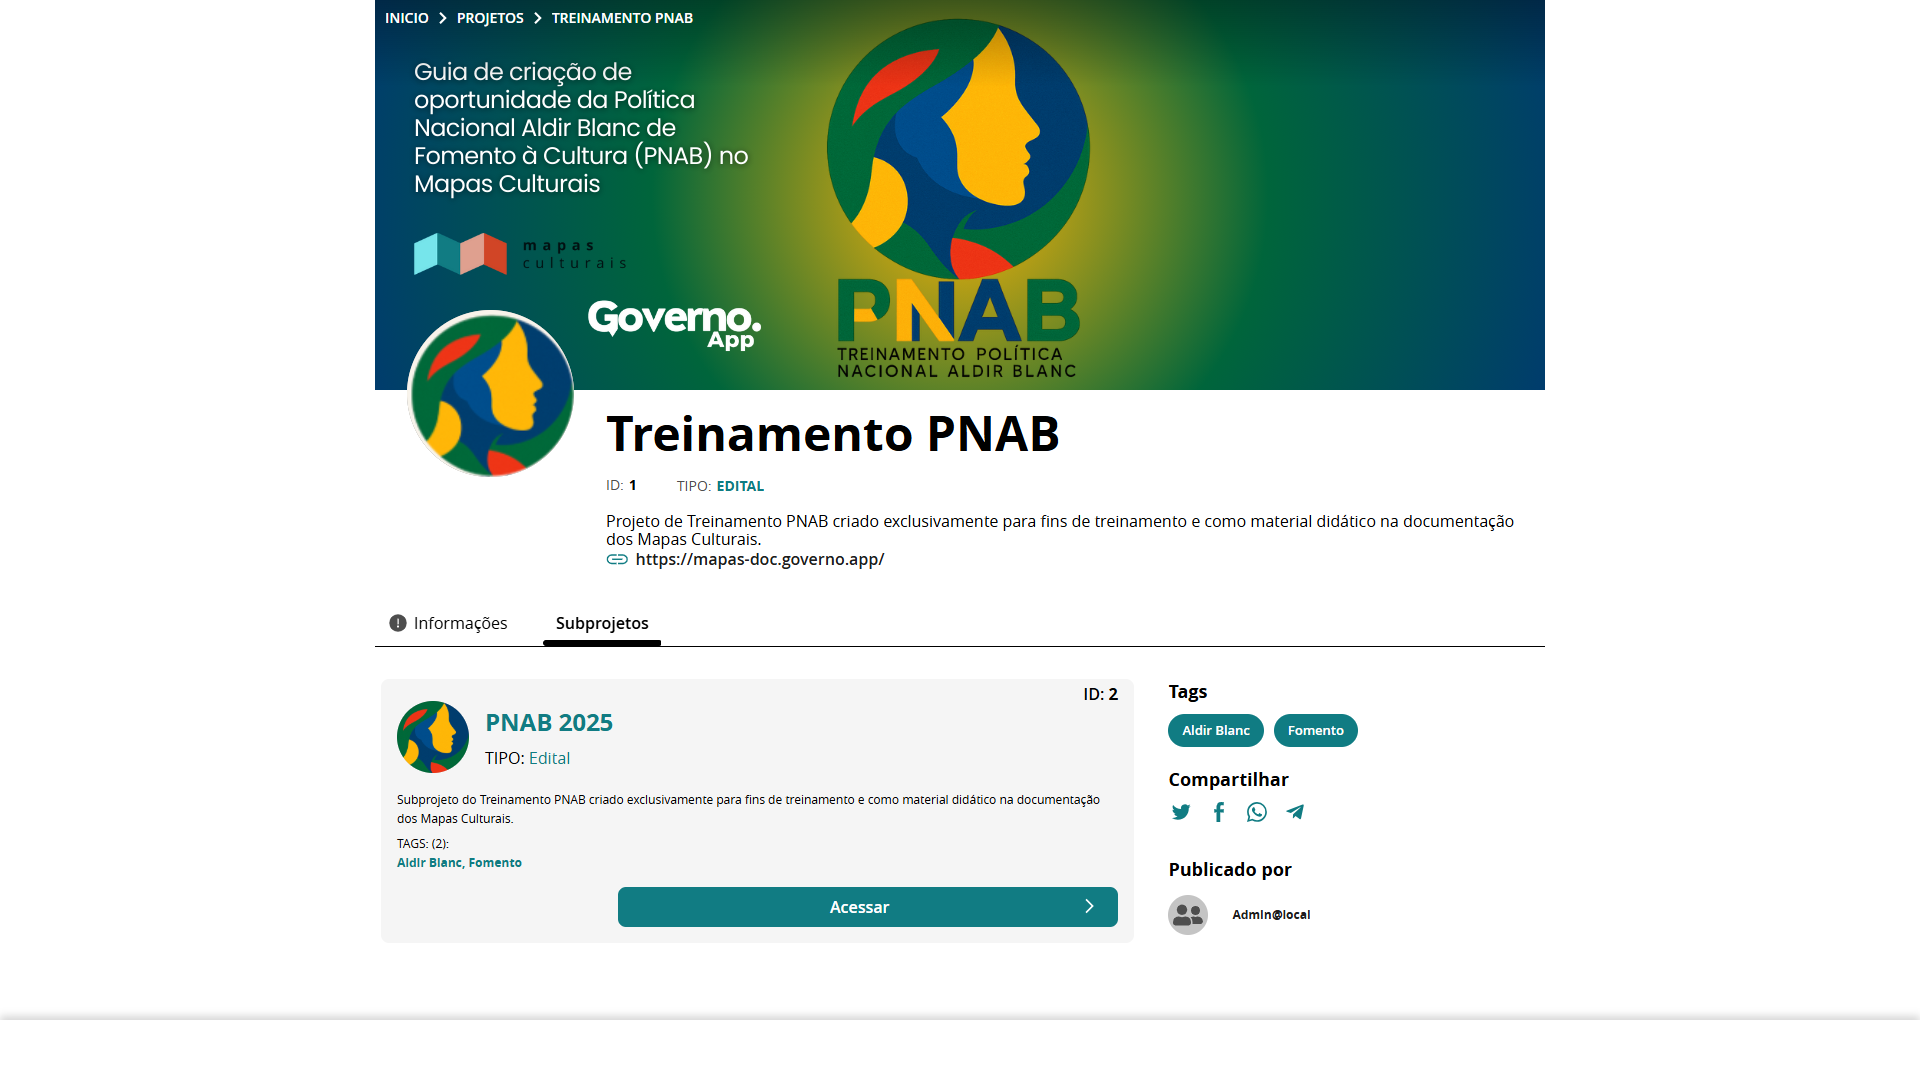 INICIO > PROJETOS > TREINAMENTO PNAB
Guia de criação de
oportunidade da Política
Nacional Aldir Blanc de
Fomento à Cultura (PNAB) no
Mapas Culturais
mapas
culturais
Governo.
App
PNAB
TREINAMENTO POLÍTICA
NACIONAL ALDIR BLANC
Treinamento PNAB
ID: 1 TIPO: EDITAL
Projeto de Treinamento PNAB criado exclusivamente para fins de treinamento e como material didático na documentação
dos Mapas Culturais.
https://mapas-doc.governo.app/
Informações Subprojetos
ID: 2
PNAB 2025
TIPO: Edital
Subprojeto do Treinamento PNAB criado exclusivamente para fins de treinamento e como material didático na documentação
dos Mapas Culturais.
TAGS: (2):
Aldir Blanc, Fomento
Acessar
Tags
Aldir Blanc Fomento
Compartilhar
Publicado por
Admin@local